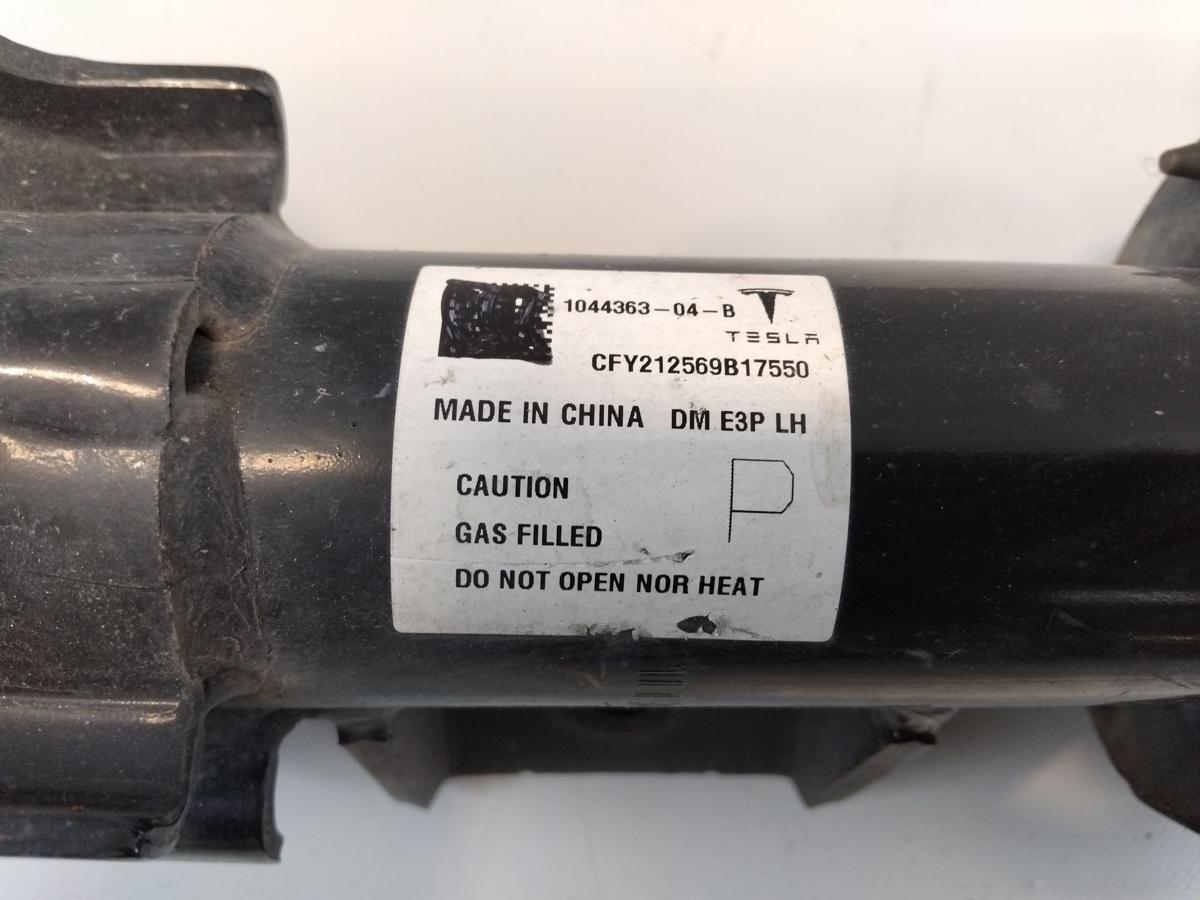 1044363-04-B
TESLA
CFY212569B17550
MADE IN CHINA DM E3P LH
CAUTION
P
GAS FILLED
DO NOT OPEN NOR HEAT